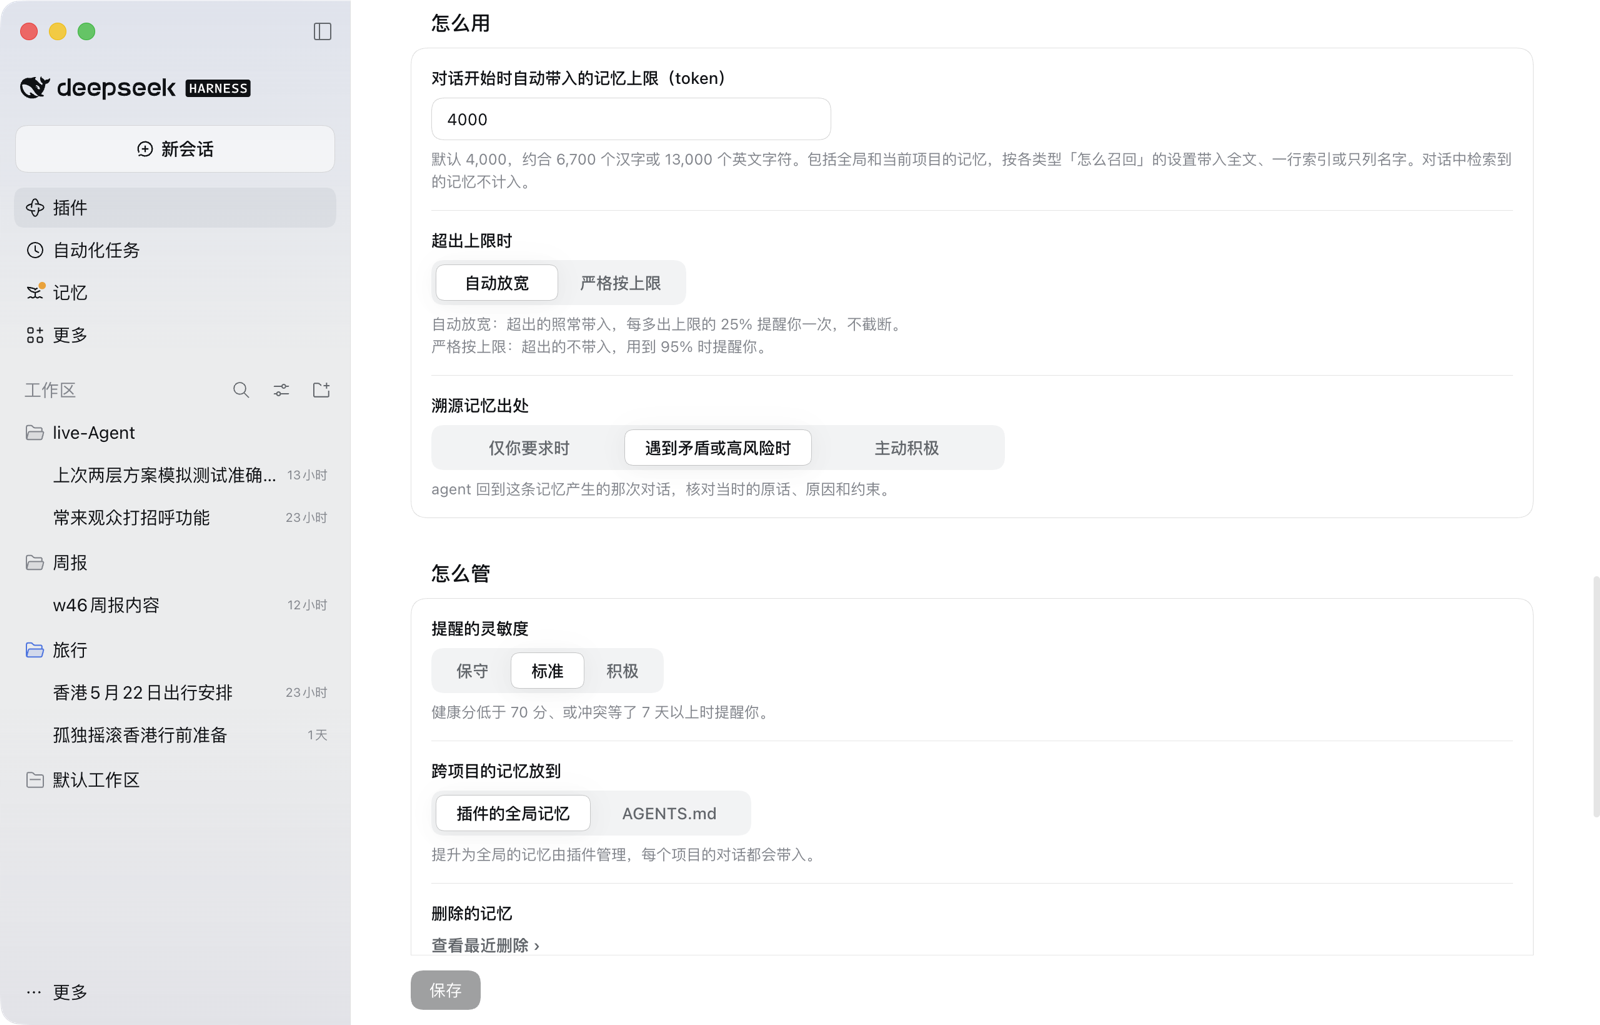 deepseek HARNESS
新会话
插件
自动化任务
记忆
更多
工作区
live-Agent
上次两层方案模拟测试准确... 13小时
常来观众打招呼功能 23小时
周报
w46周报内容 12小时
旅行
香港5月22日出行安排 23小时
孤独摇滚香港行前准备 1天
默认工作区
··· 更多
怎么用
对话开始时自动带入的记忆上限（token）
4000
默认 4,000，约合 6,700 个汉字或 13,000 个英文字符。包括全局和当前项目的记忆，按各类型「怎么召回」的设置带入全文、一行索引或只列名字。对话中检索到
的记忆不计入。
超出上限时
自动放宽 严格按上限
自动放宽：超出的照常带入，每多出上限的 25% 提醒你一次，不截断。
严格按上限：超出的不带入，用到 95% 时提醒你。
溯源记忆出处
仅你要求时 遇到矛盾或高风险时 主动积极
agent 回到这条记忆产生的那次对话，核对当时的原话、原因和约束。
怎么管
提醒的灵敏度
保守 标准 积极
健康分低于 70 分、或冲突等了 7 天以上时提醒你。
跨项目的记忆放到
插件的全局记忆 AGENTS.md
提升为全局的记忆由插件管理，每个项目的对话都会带入。
删除的记忆
查看最近删除 ›
保存